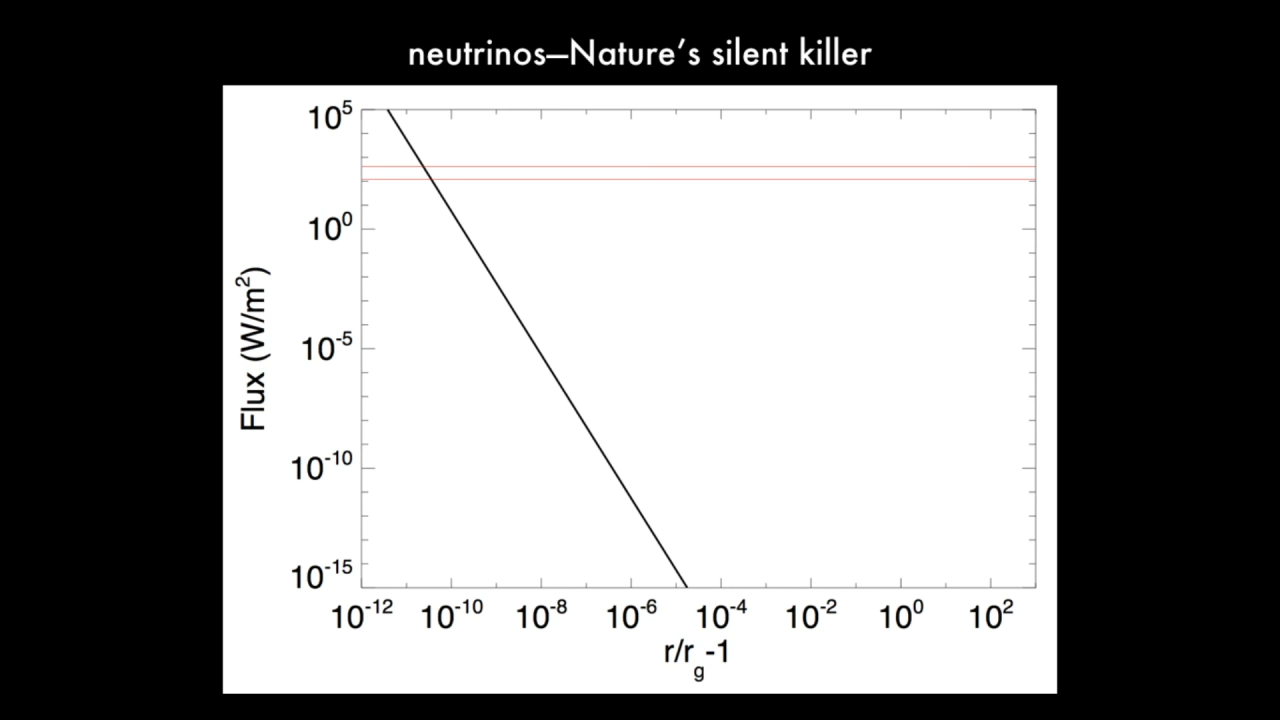 neutrinos—Nature's silent killer
10^5
10^0
10^-5
10^-10
10^-15
Flux (W/m^2)
10^-12 10^-10 10^-8 10^-6 10^-4 10^-2 10^0 10^2
r/r_g-1